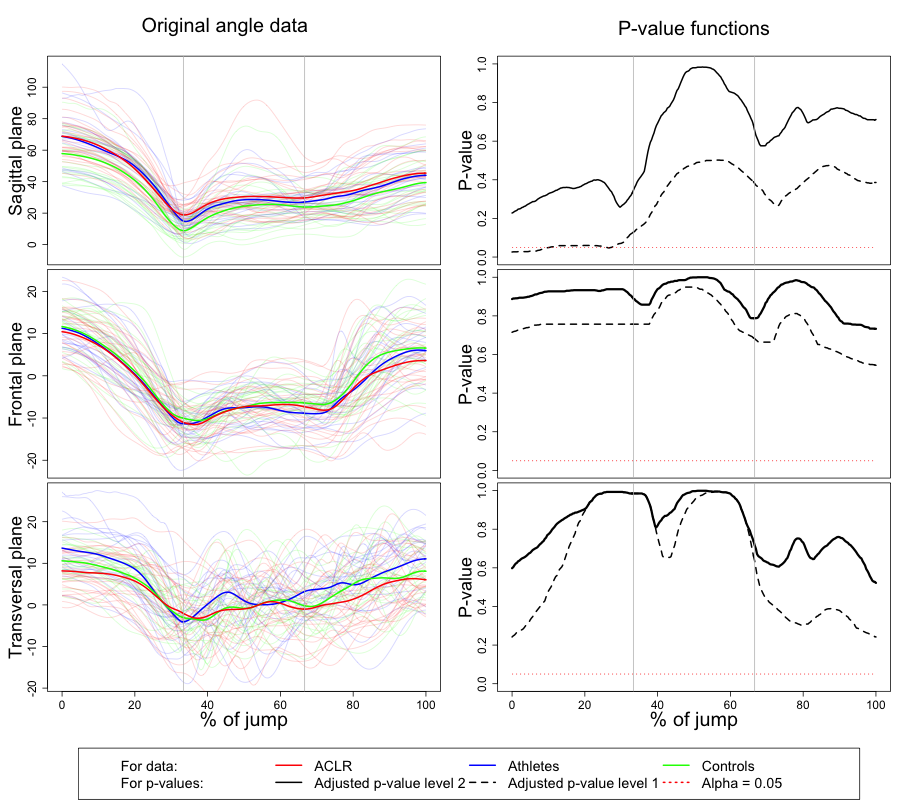 Original angle data
P-value functions
Sagittal plane
0 20 40 60 80 100
P-value
0.0 0.2 0.4 0.6 0.8 1.0
Frontal plane
-20 -10 0 10 20
P-value
0.0 0.2 0.4 0.6 0.8 1.0
Transversal plane
-20 -10 0 10 20
P-value
0.0 0.2 0.4 0.6 0.8 1.0
0 20 40 60 80 100
0 20 40 60 80 100
% of jump
% of jump
For data: ACLR Athletes Controls
For p-values: Adjusted p-value level 2 Adjusted p-value level 1 Alpha = 0.05